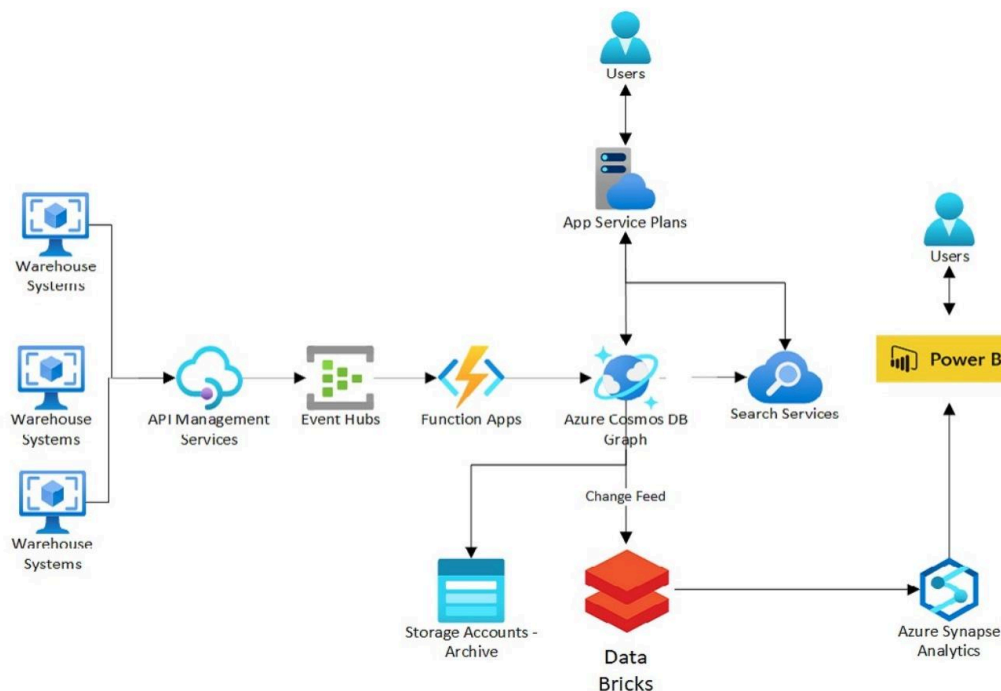 Users
App Service Plans
Users
Warehouse
Systems
Warehouse
Systems
Warehouse
Systems
API Management
Services
Event Hubs
Function Apps
Azure Cosmos DB
Graph
Search Services
Power B
Change Feed
Storage Accounts -
Archive
Data
Bricks
Azure Synapse
Analytics